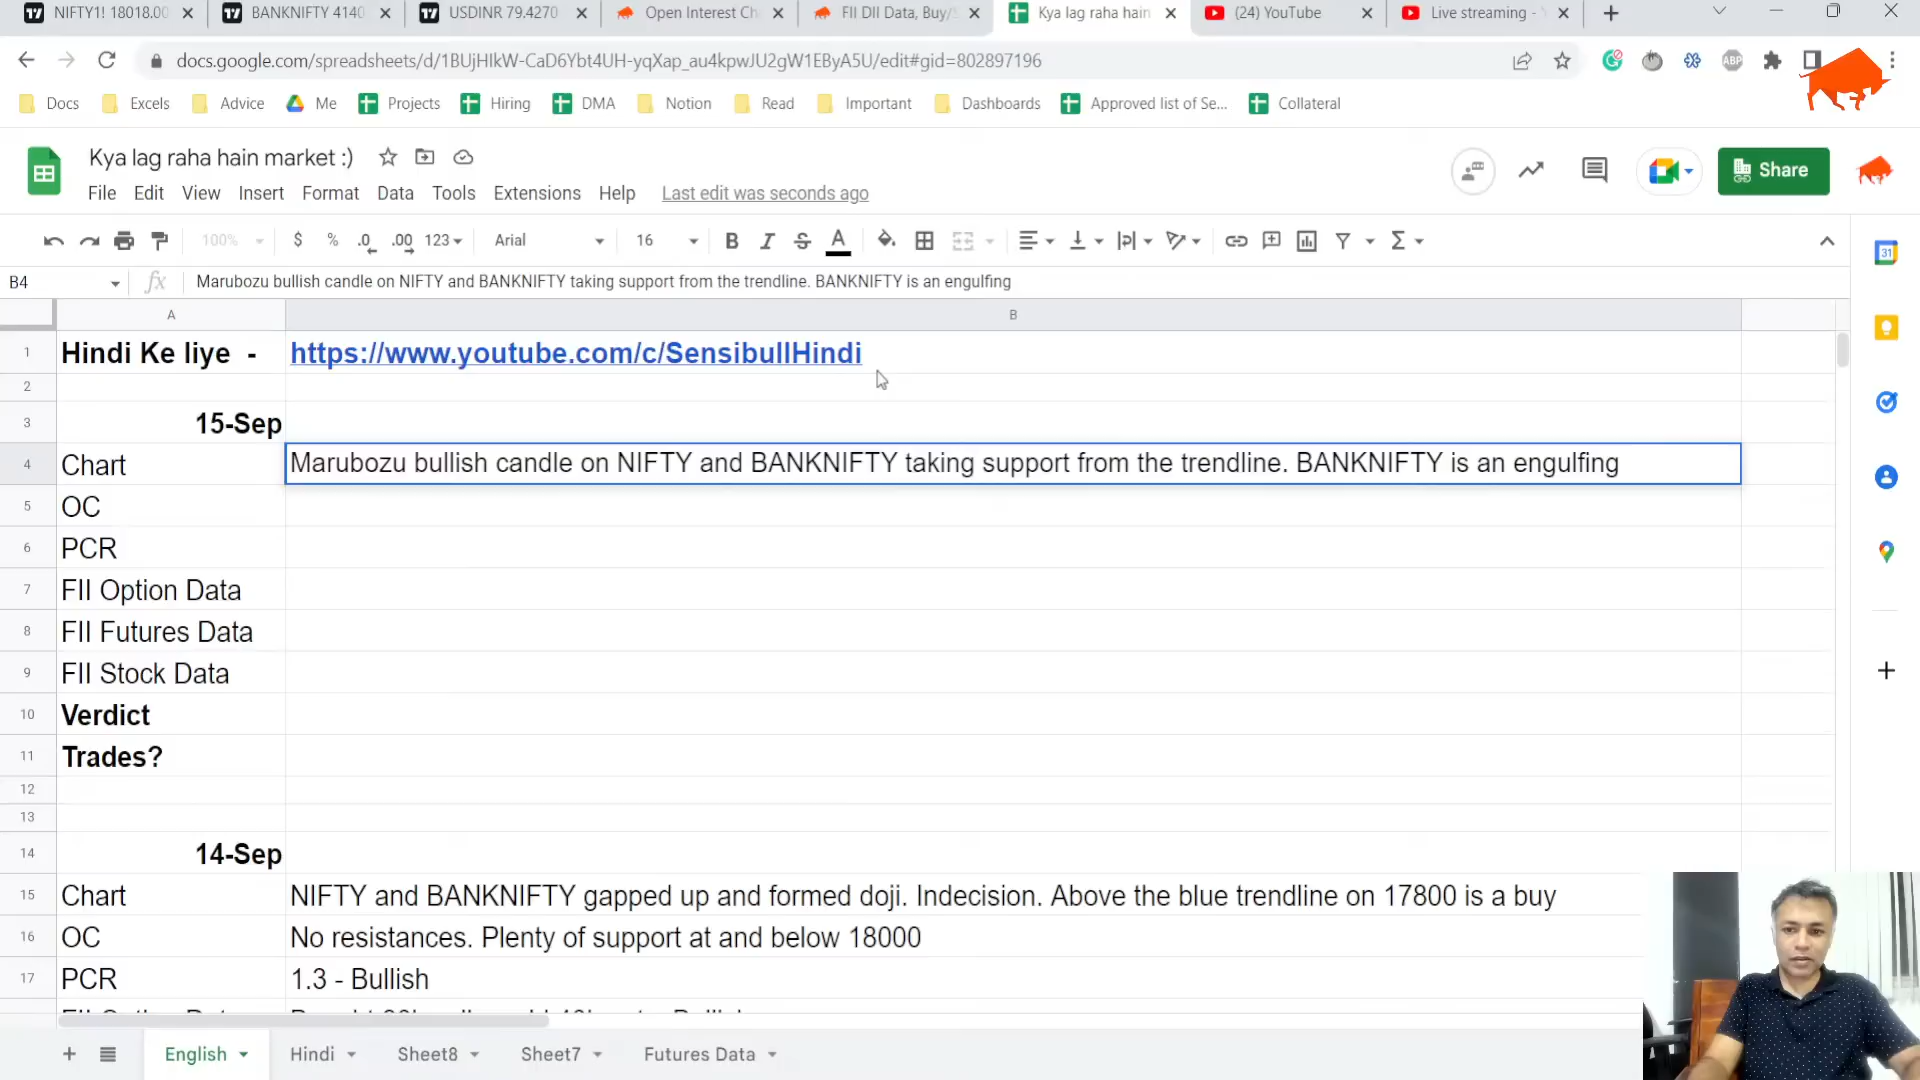 NIFTY1! 18018.00
BANKNIFTY 4140
USDINR 79.4270
Open Interest Ch
FII DII Data, Buy/S
Kya lag raha hain
(24) YouTube
Live streaming - Y
docs.google.com/spreadsheets/d/1BUjHIkW-CaD6Ybt4UH-yqXap_au4kpwJU2gW1EByA5U/edit#gid=802897196
ABP
Docs
Excels
Advice
Me
Projects
Hiring
DMA
Notion
Read
Important
Dashboards
Approved list of Se...
Collateral
Kya lag raha hain market :)
File Edit View Insert Format Data Tools Extensions Help Last edit was seconds ago
Share
100% $ % .0 .00 123 Arial 16 B I S A Σ
31
B4 fx Marubozu bullish candle on NIFTY and BANKNIFTY taking support from the trendline. BANKNIFTY is an engulfing
A B
1 Hindi Ke liye - https://www.youtube.com/c/SensibullHindi
2
3 15-Sep
4 Chart Marubozu bullish candle on NIFTY and BANKNIFTY taking support from the trendline. BANKNIFTY is an engulfing
5 OC
6 PCR
7 FII Option Data
8 FII Futures Data
9 FII Stock Data
10 Verdict
11 Trades?
12
13
14 14-Sep
15 Chart NIFTY and BANKNIFTY gapped up and formed doji. Indecision. Above the blue trendline on 17800 is a buy
16 OC No resistances. Plenty of support at and below 18000
17 PCR 1.3 - Bullish
English Hindi Sheet8 Sheet7 Futures Data